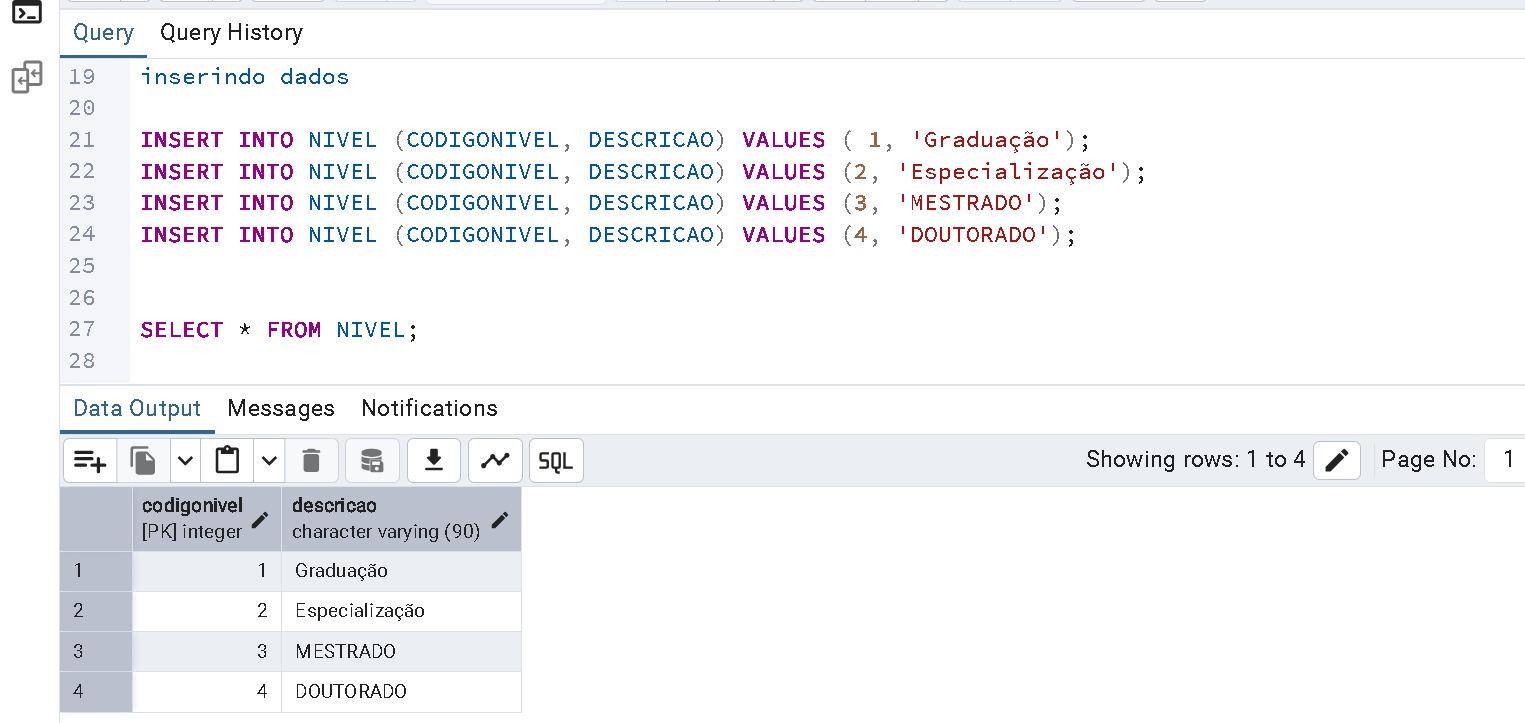 Query Query History
19 inserindo dados
20
21 INSERT INTO NIVEL (CODIGONIVEL, DESCRICAO) VALUES ( 1, 'Graduação');
22 INSERT INTO NIVEL (CODIGONIVEL, DESCRICAO) VALUES (2, 'Especialização');
23 INSERT INTO NIVEL (CODIGONIVEL, DESCRICAO) VALUES (3, 'MESTRADO');
24 INSERT INTO NIVEL (CODIGONIVEL, DESCRICAO) VALUES (4, 'DOUTORADO');
25
26
27 SELECT * FROM NIVEL;
28
Data Output Messages Notifications
SQL Showing rows: 1 to 4 Page No: 1
codigonivel descricao
[PK] integer character varying (90)
1 1 Graduação
2 2 Especialização
3 3 MESTRADO
4 4 DOUTORADO